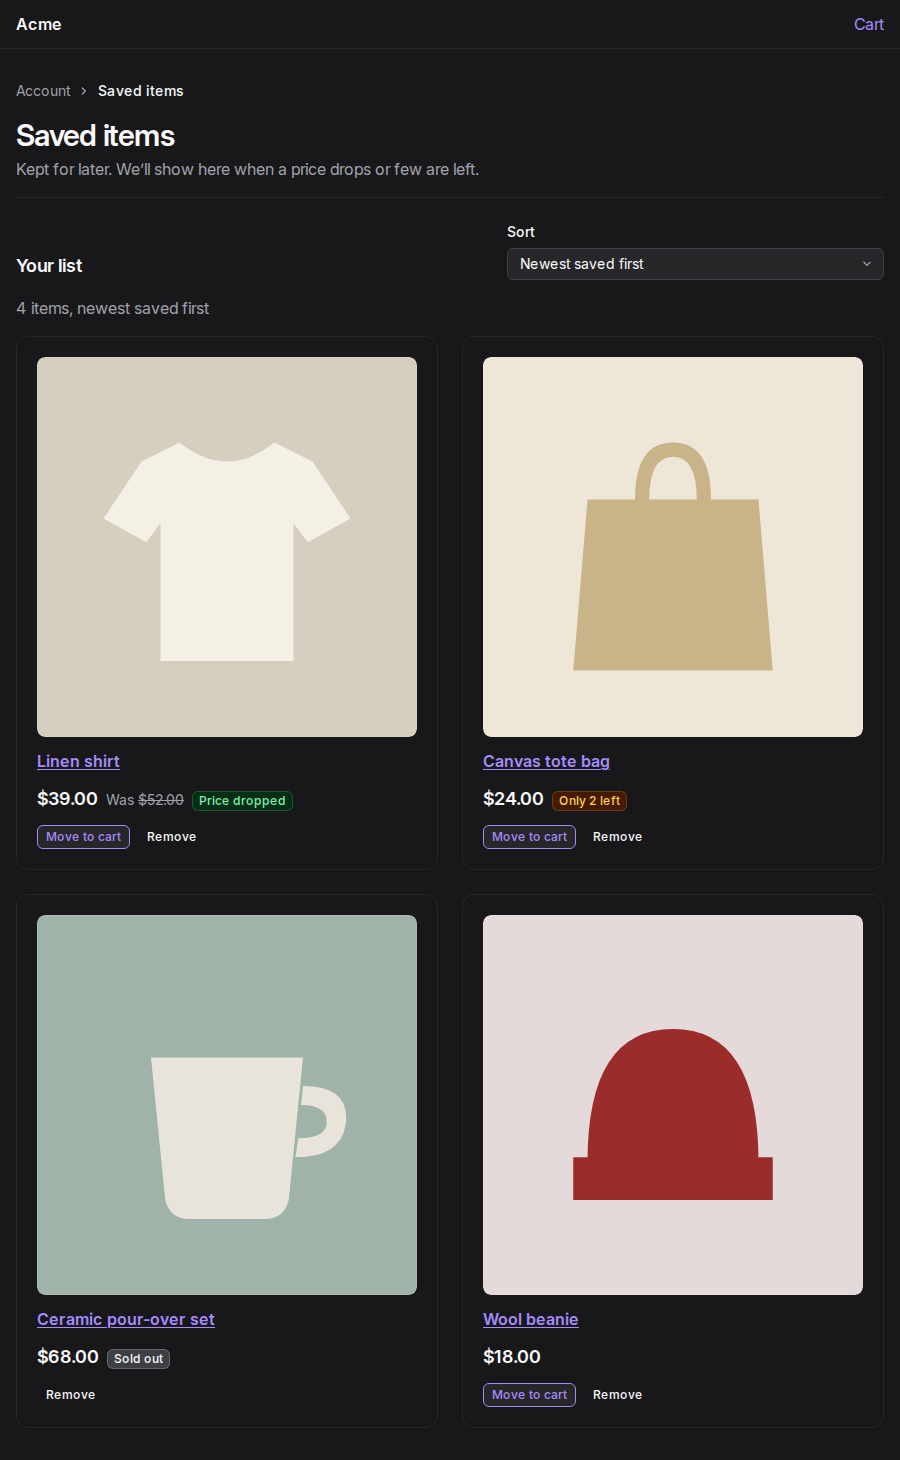 Acme
Cart
Account
Saved items
Saved items
Kept for later. We’ll show here when a price drops or few are left.
Sort
Your list
Newest saved first
4 items, newest saved first
Linen shirt
$39.00 Was $52.00 Price dropped
Move to cart Remove
Canvas tote bag
$24.00 Only 2 left
Move to cart Remove
Ceramic pour-over set
$68.00 Sold out
Remove
Wool beanie
$18.00
Move to cart Remove